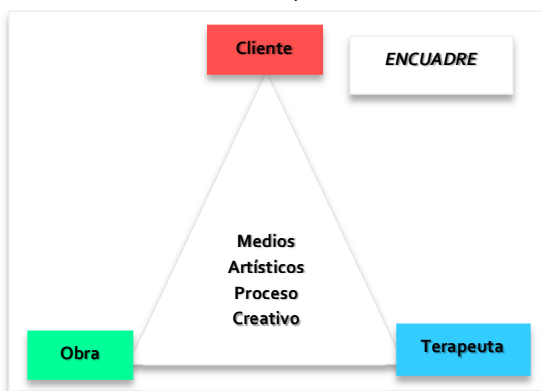 Cliente
ENCUADRE
Medios
Artísticos
Proceso
Creativo
Obra
Terapeuta